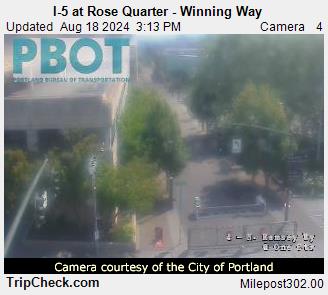 I-5 at Rose Quarter - Winning Way
Updated Aug 18 2024 3:13 PM Camera 4
PBOT
PORTLAND BUREAU OF TRANSPORTATION
Camera courtesy of the City of Portland
TripCheck.com Milepost302.00